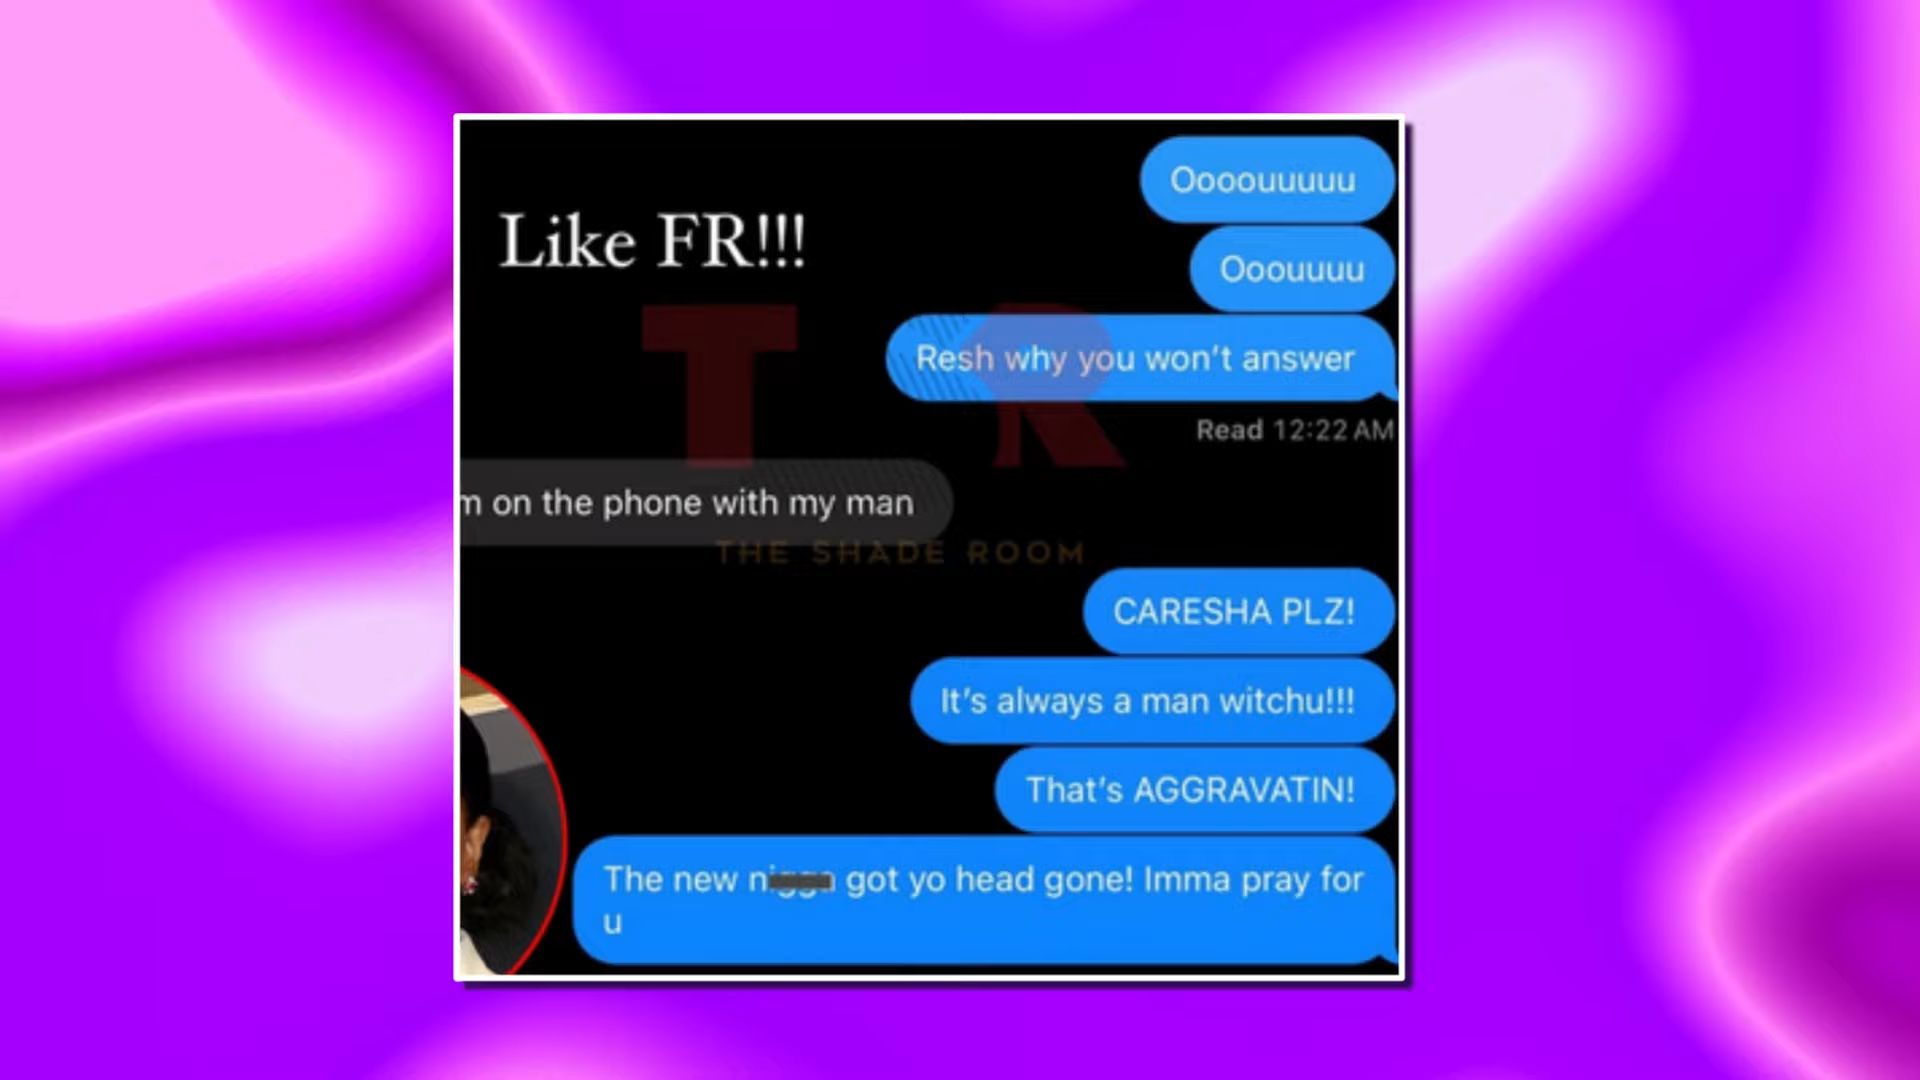 Oooouuuuu
Like FR!!!
Ooouuuu
Resh why you won't answer
T R
Read 12:22 AM
m on the phone with my man
THE SHADE ROOM
CARESHA PLZ!
It's always a man witchu!!!
That's AGGRAVATIN!
The new nigga got yo head gone! Imma pray for
u